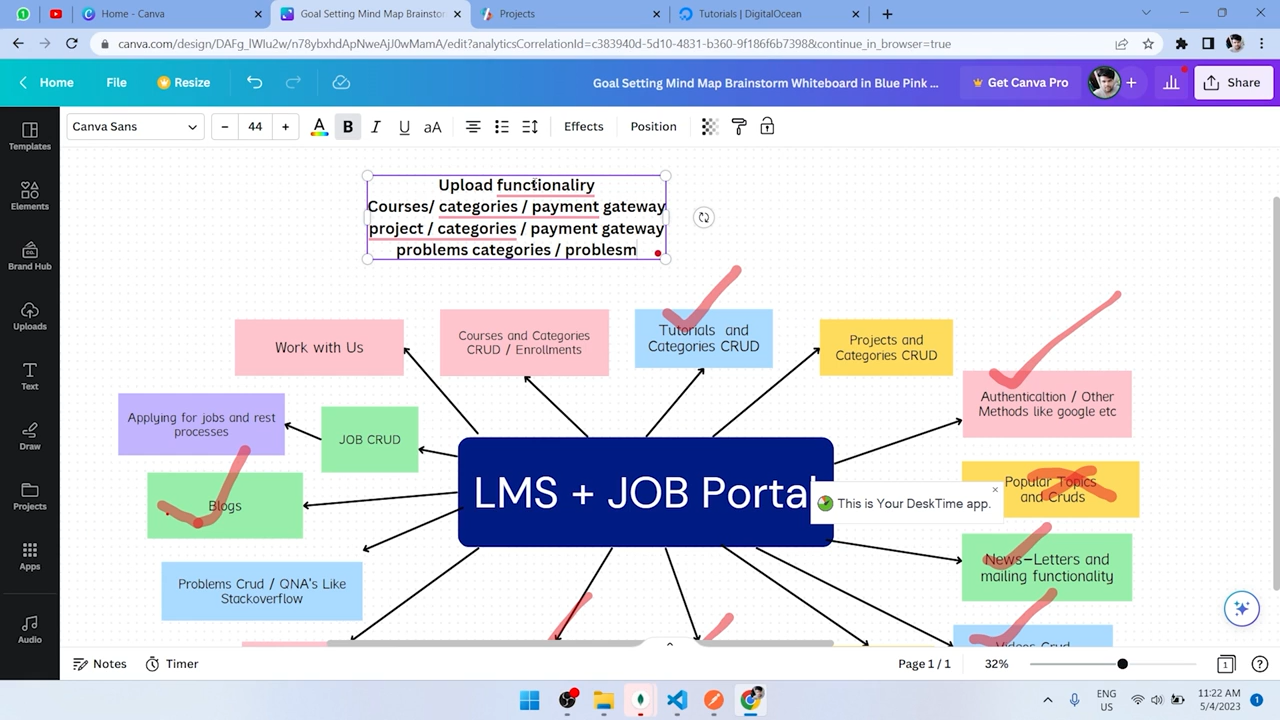 Home - Canva
Goal Setting Mind Map Brainstor
Projects
Tutorials | DigitalOcean
canva.com/design/DAFg_lWIu2w/n78ybxhdApNweAjJ0wMamA/edit?analyticsCorrelationId=c383940d-5d10-4831-b360-9f186f6b7398&continue_in_browser=true
Home
File
Resize
Goal Setting Mind Map Brainstorm Whiteboard in Blue Pink ...
Get Canva Pro
Share
Canva Sans
44
A
B
I
U
aA
Effects
Position
Templates
Elements
Brand Hub
Uploads
Text
Draw
Projects
Apps
Audio
Upload functionaliry
Courses/ categories / payment gateway
project / categories / payment gateway
problems categories / problesm
Work with Us
Courses and Categories
CRUD / Enrollments
Tutorials and
Categories CRUD
Projects and
Categories CRUD
Authenticaltion / Other
Methods like google etc
Applying for jobs and rest
processes
JOB CRUD
LMS + JOB Portal
This is Your DeskTime app.
Popular Topics
and Cruds
Blogs
News-Letters and
mailing functionality
Problems Crud / QNA's Like
Stackoverflow
Videos Crud
Notes
Timer
Page 1 / 1
32%
1
ENG
US
11:22 AM
5/4/2023
1